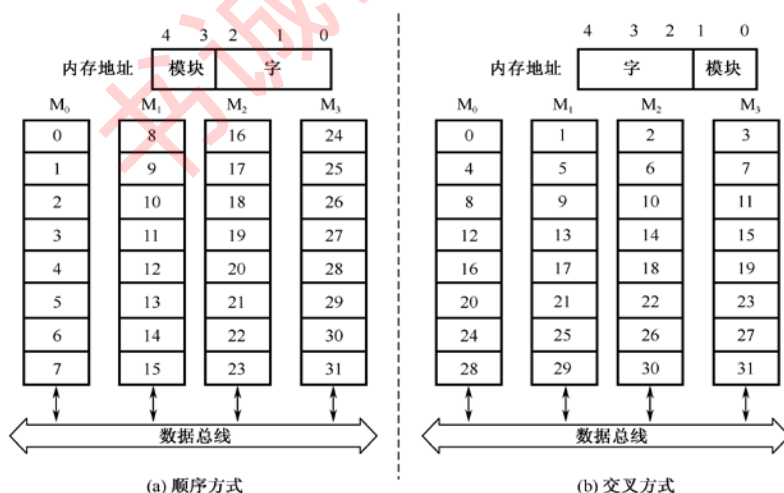 4 3 2 1 0
内存地址 模块 字
M₀ M₁ M₂ M₃
0 8 16 24
1 9 17 25
2 10 18 26
3 11 19 27
4 12 20 28
5 13 21 29
6 14 22 30
7 15 23 31
数据总线
(a) 顺序方式
4 3 2 1 0
内存地址 字 模块
M₀ M₁ M₂ M₃
0 1 2 3
4 5 6 7
8 9 10 11
12 13 14 15
16 17 18 19
20 21 22 23
24 25 26 27
28 29 30 31
数据总线
(b) 交叉方式
书诚